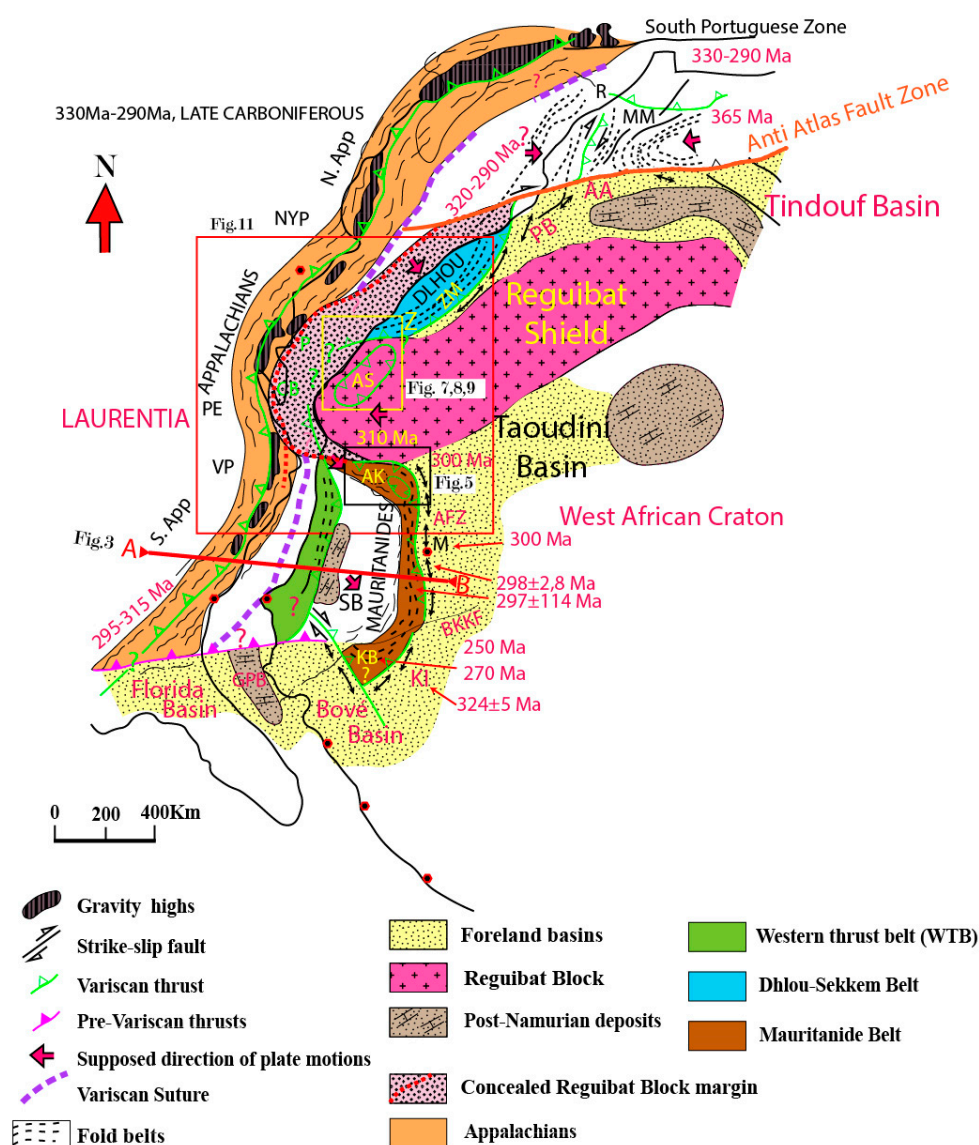 South Portuguese Zone
330-290 Ma
330Ma-290Ma, LATE CARBONIFEROUS
N. App
R
MM
365 Ma
Anti Atlas Fault Zone
N
?
?
320-290 Ma
AA
Tindouf Basin
Fig.11
NYP
PB
DLHOU
ZM
Z
Reguibat
Shield
APPALACHIANS
P
?
CB
?
AS
Fig. 7,8,9
LAURENTIA
PE
Taoudini
Basin
310 Ma
VP
300 Ma
AK
Fig.5
S. App
AFZ
West African Craton
Fig.3
A
M
300 Ma
MAURITANIDES
298±2,8 Ma
B
297±114 Ma
295-315 Ma
?
SB
BKKF
?
250 Ma
KB
?
270 Ma
?
GPB
KI
324±5 Ma
Florida
Basin
Bove
Basin
0 200 400Km
Gravity highs
Strike-slip fault
Variscan thrust
Pre-Variscan thrusts
Supposed direction of plate motions
Variscan Suture
Fold belts
Foreland basins
Reguibat Block
Post-Namurian deposits
Concealed Reguibat Block margin
Appalachians
Western thrust belt (WTB)
Dhlou-Sekkem Belt
Mauritanide Belt